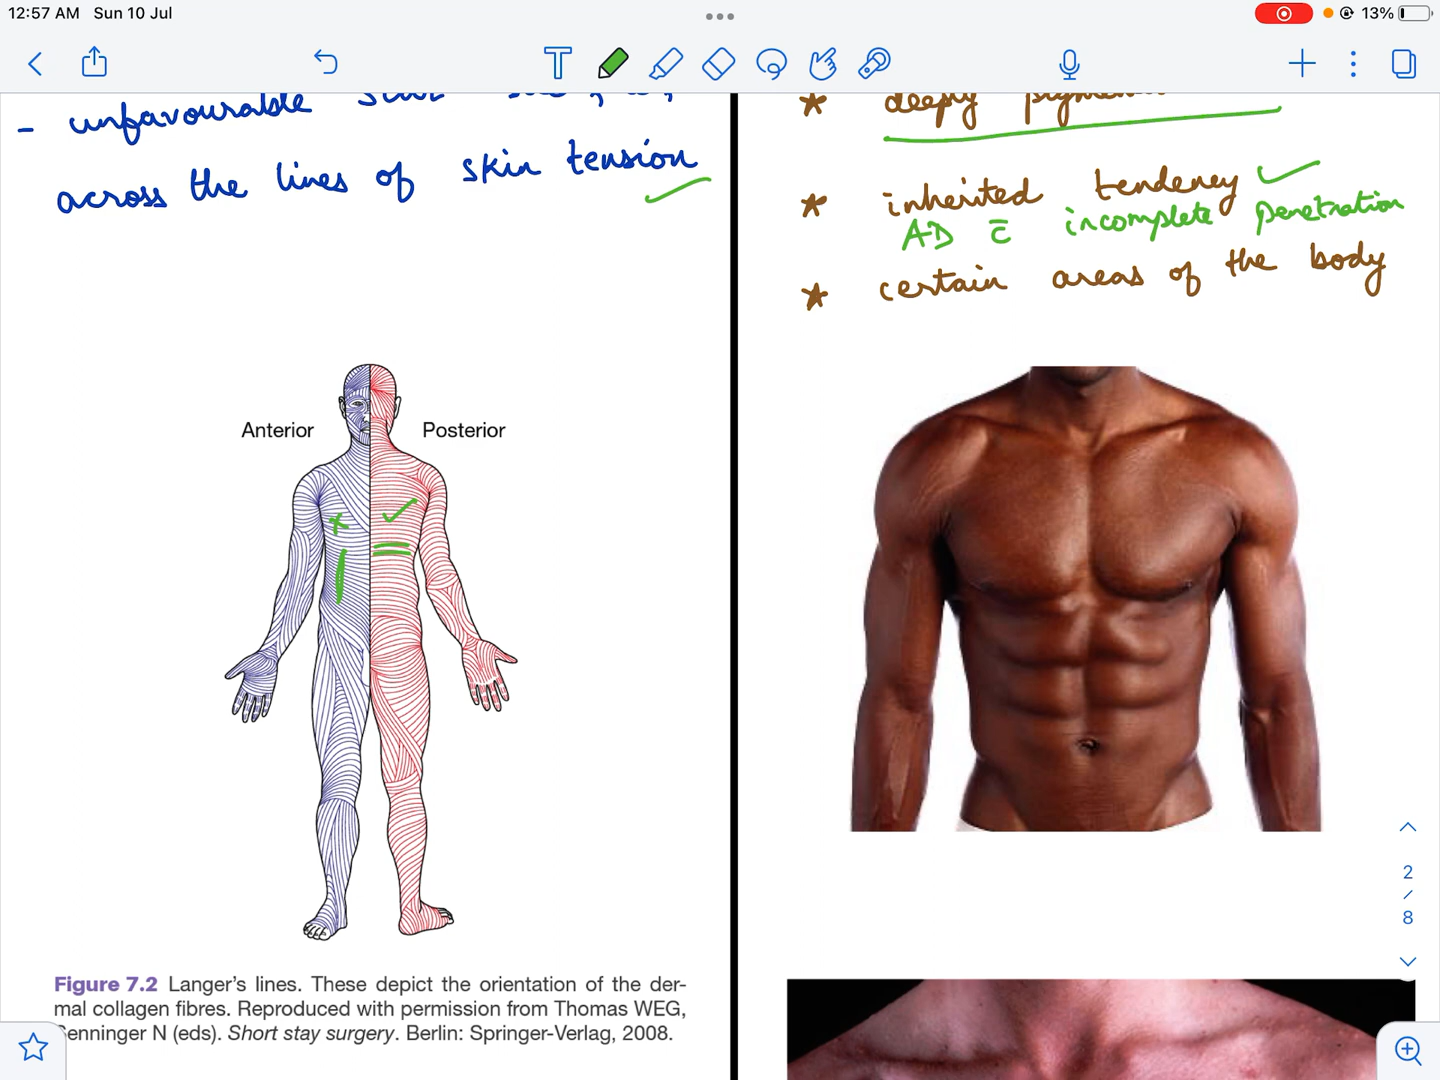 12:57 AM Sun 10 Jul
13%
- unfavourable
across the lines of skin tension
Anterior
Posterior
Figure 7.2 Langer's lines. These depict the orientation of the der-
mal collagen fibres. Reproduced with permission from Thomas WEG,
Senninger N (eds). Short stay surgery. Berlin: Springer-Verlag, 2008.
* deeply
* inherited tendency
AD c̄ incomplete penetration
* certain areas of the body
2
/
8